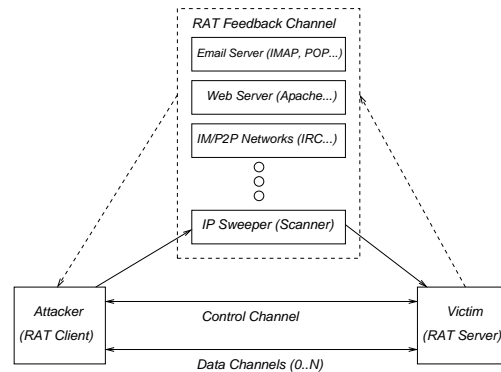 RAT Feedback Channel
Email Server (IMAP, POP...)
Web Server (Apache...)
IM/P2P Networks (IRC...)
IP Sweeper (Scanner)
Attacker
(RAT Client)
Victim
(RAT Server)
Control Channel
Data Channels (0..N)